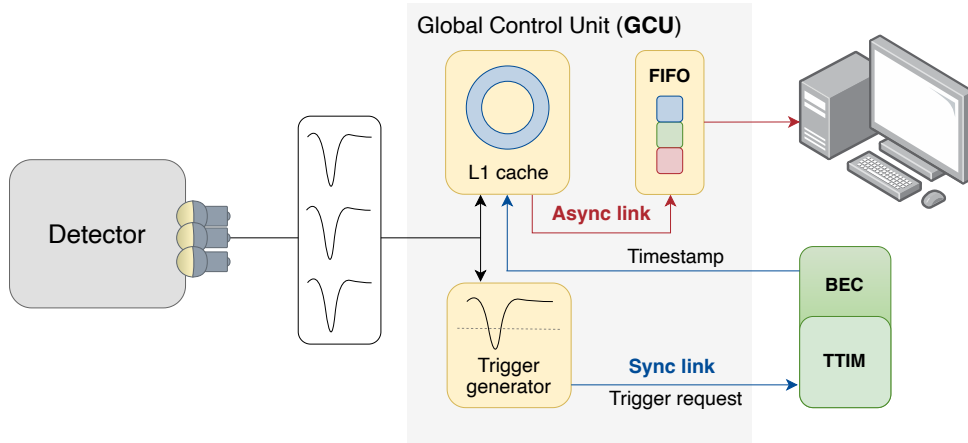 Global Control Unit (GCU)
FIFO
L1 cache
Async link
Detector
Timestamp
BEC
Trigger
generator
Sync link
Trigger request
TTIM